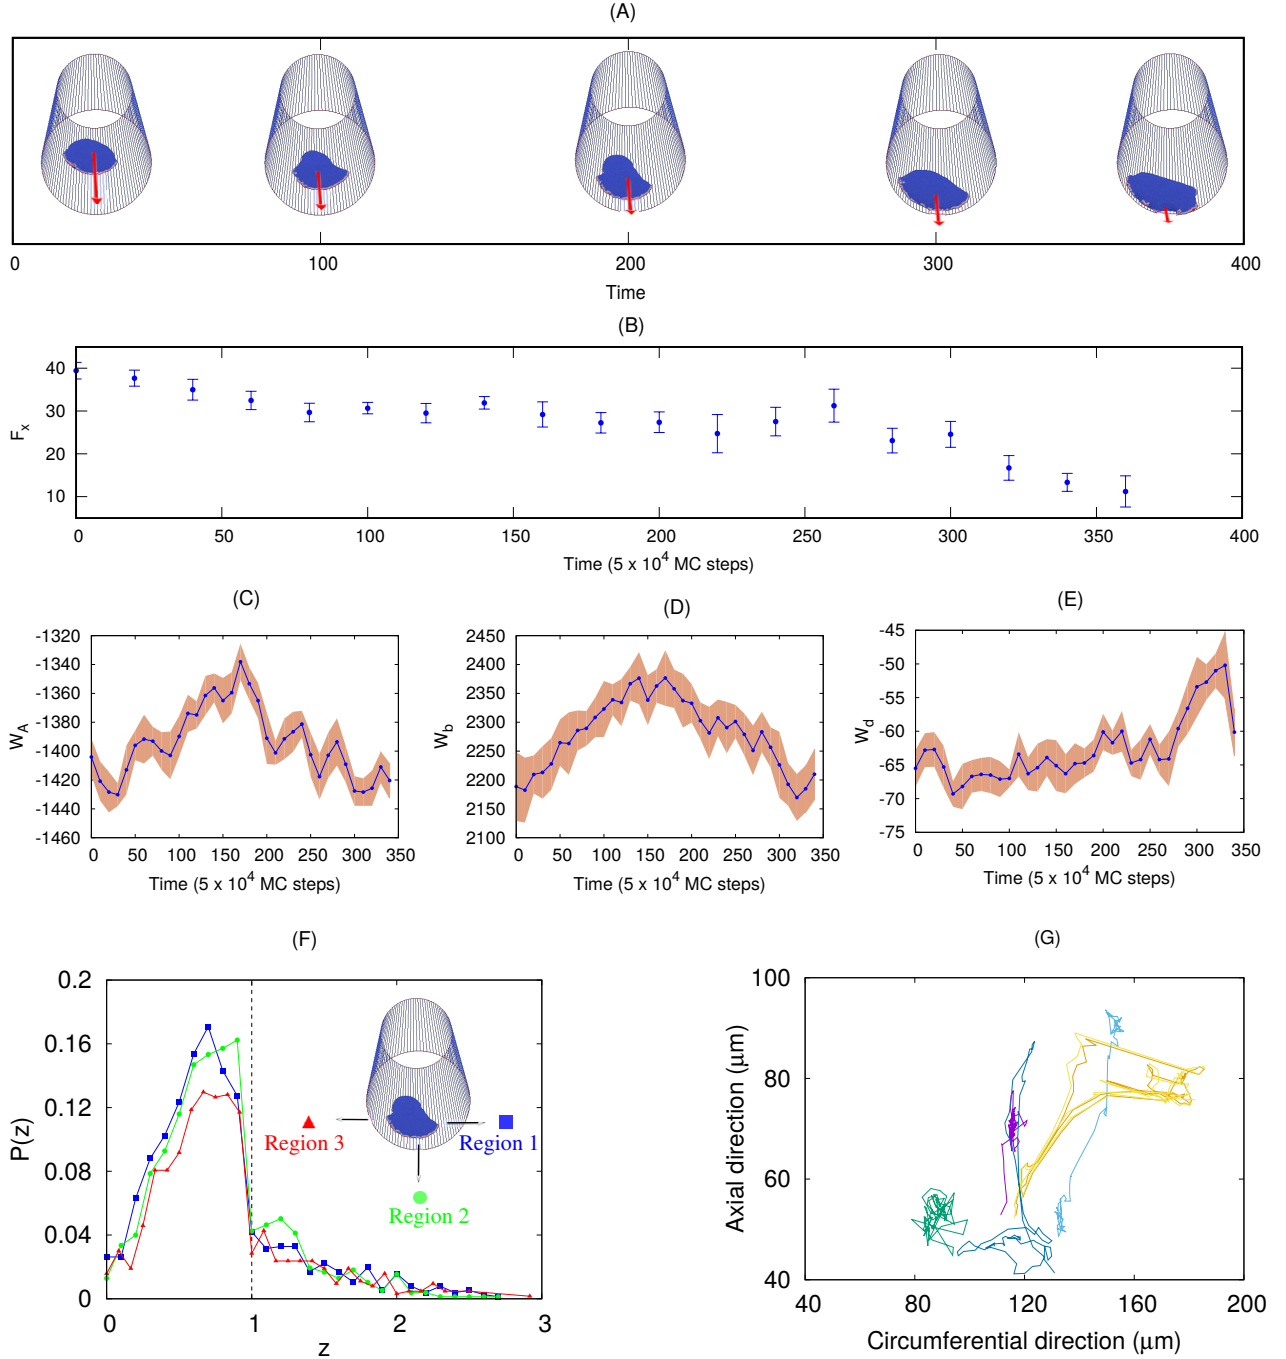 (A)
0 100 200 300 400
Time
(B)
F_x
40
30
20
10
0 50 100 150 200 250 300 350 400
Time (5 x 10^4 MC steps)
(C)
W_A
-1320
-1340
-1360
-1380
-1400
-1420
-1440
-1460
0 50 100 150 200 250 300 350
Time (5 x 10^4 MC steps)
(D)
W_b
2450
2400
2350
2300
2250
2200
2150
2100
0 50 100 150 200 250 300 350
Time (5 x 10^4 MC steps)
(E)
W_d
-45
-50
-55
-60
-65
-70
-75
0 50 100 150 200 250 300 350
Time (5 x 10^4 MC steps)
(F)
P(z)
0.2
0.16
0.12
0.08
0.04
0
Region 3
Region 1
Region 2
0 1 2 3
z
(G)
Axial direction (μm)
100
80
60
40
40 80 120 160 200
Circumferential direction (μm)